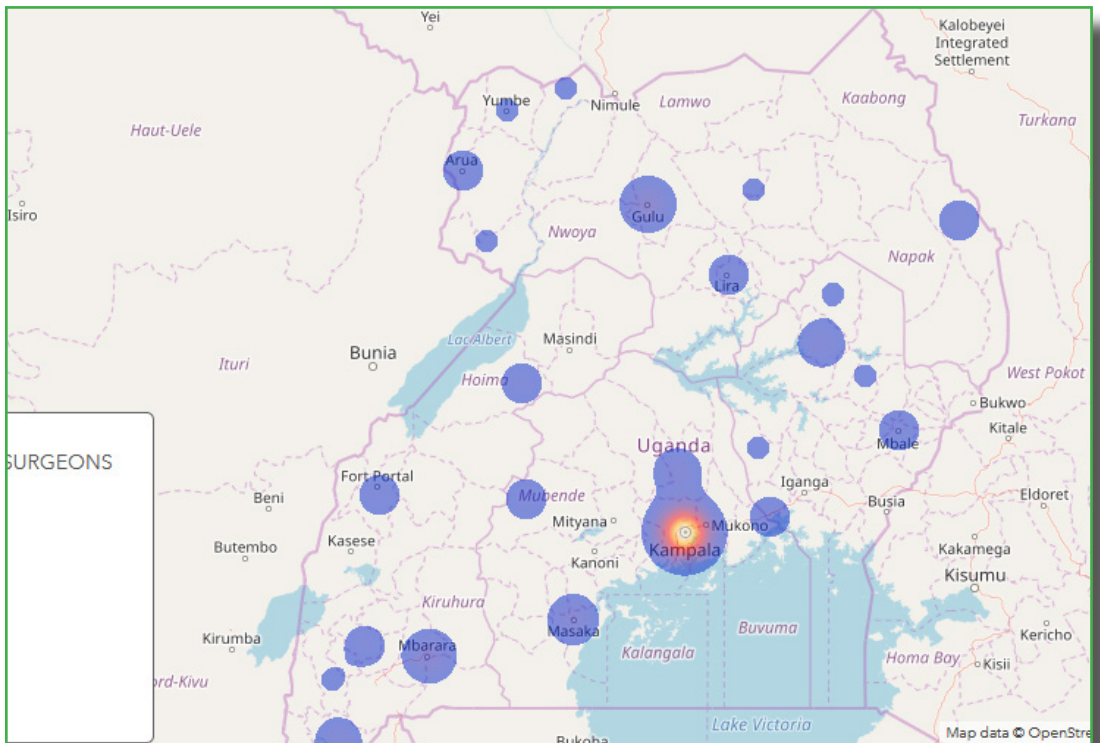 Yei
Kalobeyei
Integrated
Settlement
Yumbe
Nimule
Lamwo
Kaabong
Turkana
Haut-Uele
Arua
Isiro
Gulu
Nwoya
Napak
Lira
Lac Albert
Masindi
Bunia
Ituri
Hoima
West Pokot
Bukwo
Kitale
Mbale
Uganda
SURGEONS
Fort Portal
Beni
Mubende
Iganga
Busia
Eldoret
Mityana
Mukono
Kasese
Butembo
Kampala
Kanoni
Kakamega
Kisumu
Kiruhura
Masaka
Buvuma
Kirumba
Mbarara
Kalangala
Kericho
Homa Bay
Kisii
ord-Kivu
Lake Victoria
Bukoba
Map data © OpenStre